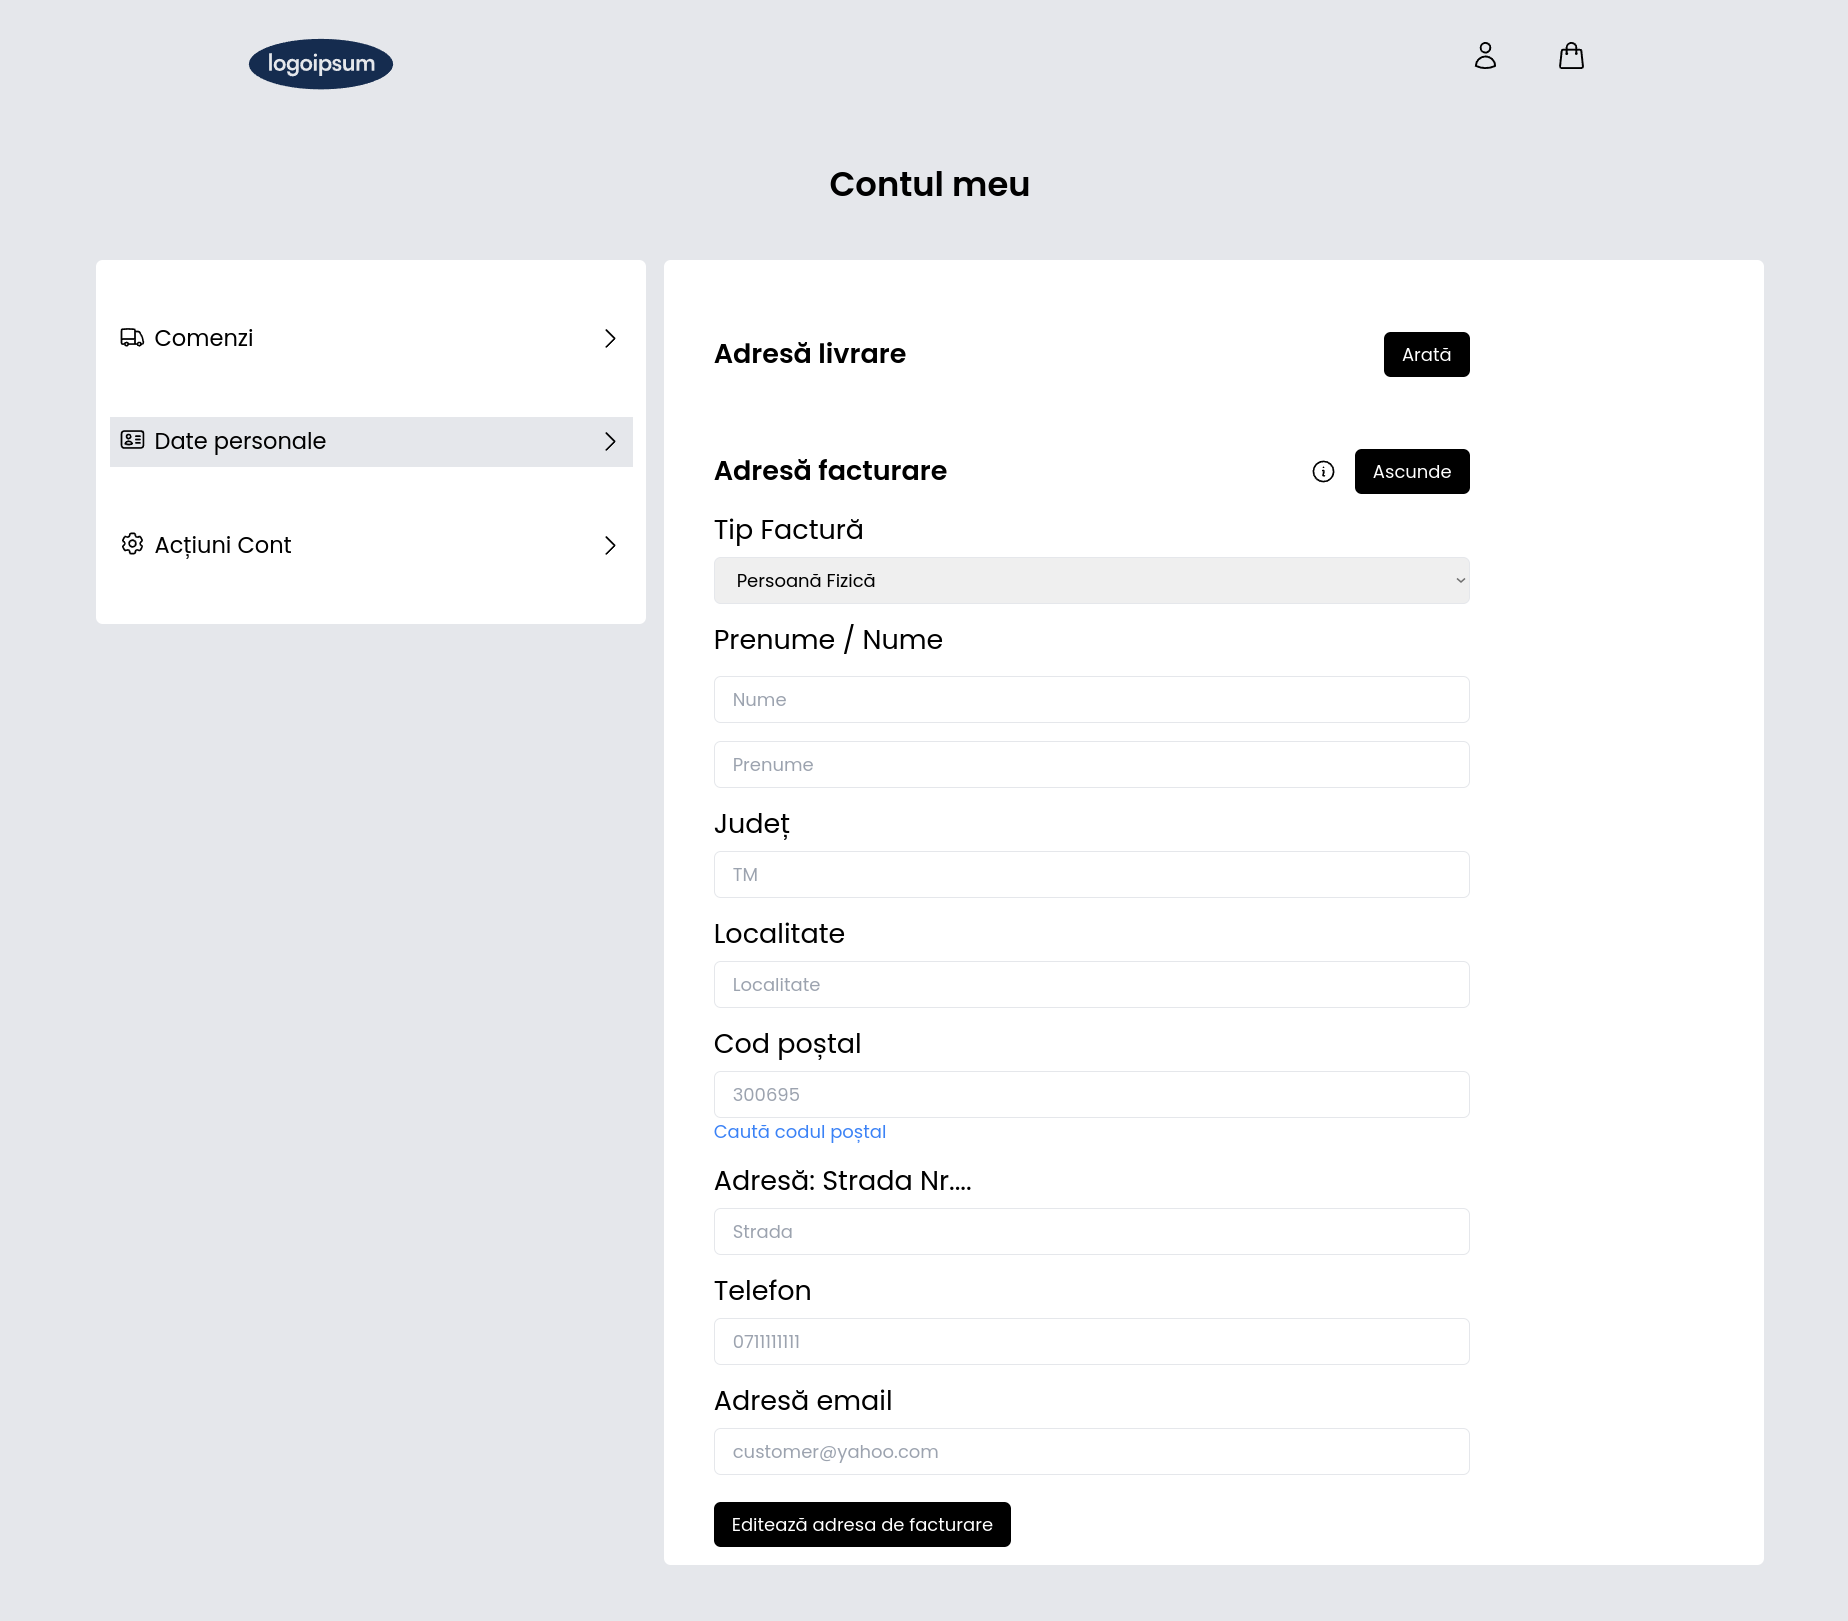 logoipsum
Contul meu
Comenzi
Date personale
Acțiuni Cont
Adresă livrare
Arată
Adresă facturare
Ascunde
Tip Factură
Persoană Fizică
Prenume / Nume
Nume
Prenume
Județ
TM
Localitate
Localitate
Cod poștal
300695
Caută codul poștal
Adresă: Strada Nr....
Strada
Telefon
0711111111
Adresă email
customer@yahoo.com
Editează adresa de facturare